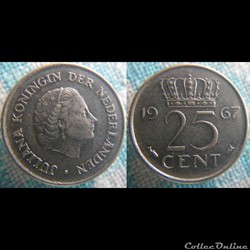 JULIANA KONINGIN DER NEDERLANDEN
19 67
25
CENT
CollecOnline